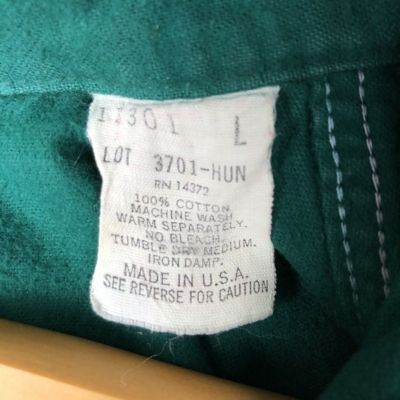 11301 L
LOT 3701-HUN
RN 14372
100% COTTON
MACHINE WASH
WARM SEPARATELY.
NO BLEACH.
TUMBLE DRY MEDIUM.
IRON DAMP.
MADE IN U.S.A.
SEE REVERSE FOR CAUTION